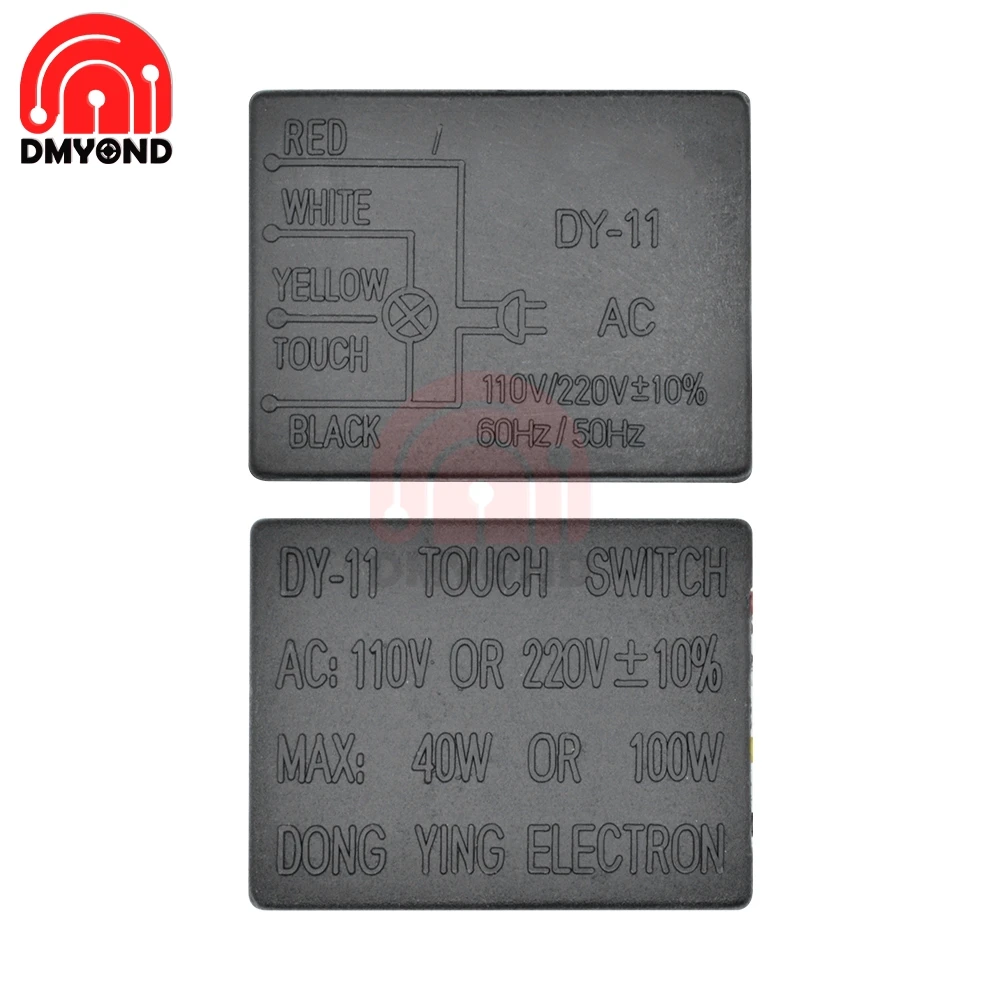 DMYOND
RED
WHITE
DY-11
YELLOW
AC
TOUCH
110V/220V±10%
BLACK
60Hz/50Hz
DMYOND
DY-11 TOUCH SWITCH
AC: 110V OR 220V±10%
MAX: 40W OR 100W
DONG YING ELECTRON